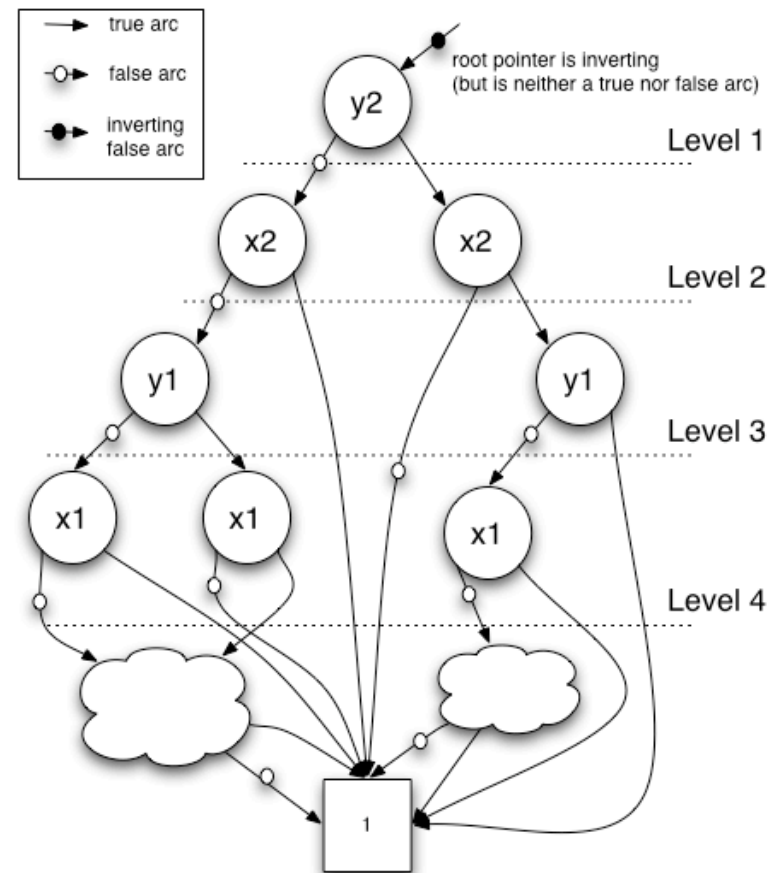 true arc
false arc
inverting
false arc
root pointer is inverting
(but is neither a true nor false arc)
y2
Level 1
x2
x2
Level 2
y1
y1
Level 3
x1
x1
x1
Level 4
1